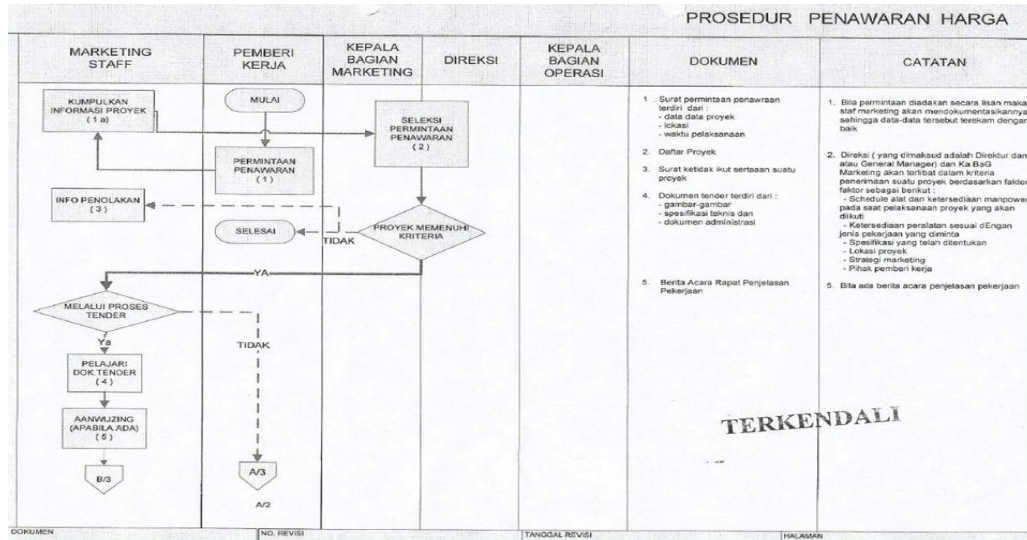 PROSEDUR PENAWARAN HARGA
MARKETING
STAFF
PEMBERI
KERJA
KEPALA
BAGIAN
MARKETING
DIREKSI
KEPALA
BAGIAN
OPERASI
DOKUMEN
CATATAN
KUMPULKAN
INFORMASI PROYEK
( 1 a)
MULAI
SELEKSI
PERMINTAAN
PENAWARAN
( 2 )
PERMINTAAN
PENAWARAN
( 1 )
INFO PENOLAKAN
( 3 )
SELESAI
TIDAK
PROYEK MEMENUHI
KRITERIA
YA
MELALUI PROSES
TENDER
Ya
TIDAK
PELAJARI
DOK.TENDER
( 4 )
AANWIJZING
(APABILA ADA)
( 5 )
B/3
A/3
A/2
1 . Surat permintaan penawraan
terdiri dari :
- data data proyek
- lokasi
- waktu pelaksanaan
2. Daftar Proyek
3. Surat ketidak ikut sertaaan suatu
proyek
4. Dokumen tender terdiri dari :
- gambar-gambar
- spesifikasi teknis dan
- dokumen administrasi
5. Berita Acara Rapat Penjelasan
Pekerjaan
1. Bila permintaan diadakan secara lisan maka
staf marketing akan mendokumentasikannya
sehingga data-data tersebut terekam dengan
baik
2. Direksi ( yang dimaksud adalah Direktur dan
atau General Manager) dan Ka.BaG
Marketing akan terlibat dalam kriteria
penerimaan suatu proyek berdasarkan faktor
faktor sebagai berikut :
- Schedule alat dan ketersediaan manpower
pada saat pelaksanaan proyek yang akan
diikuti
- Ketersediaan peralatan sesuai dEngan
jenis pekerjaan yang diminta
- Spesifikasi yang telah ditentukan
- Lokasi proyek
- Strategi marketing
- Pihak pemberi kerja
5. Bila ada berita acara penjelasan pekerjaan
TERKENDALI
DOKUMEN
NO. REVISI
TANGGAL REVISI
HALAMAN